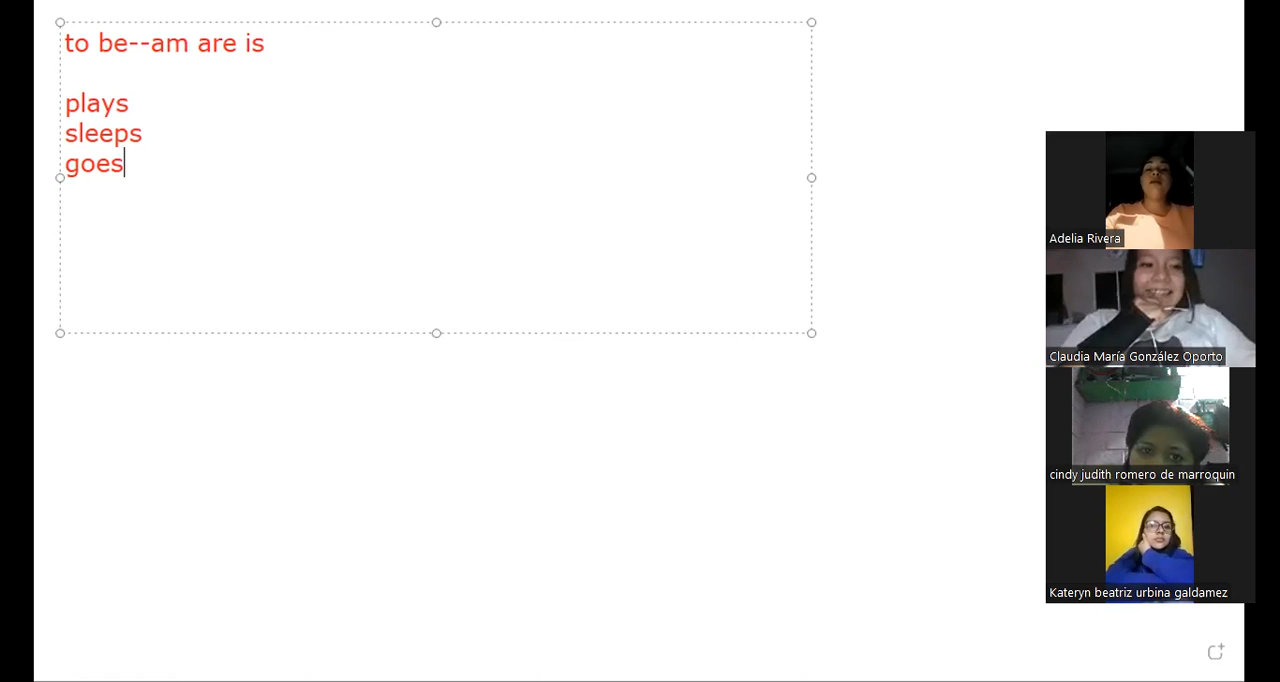 to be--am are is
plays
sleeps
goes
Adelia Rivera
Claudia María González Oporto
cindy judith romero de marroquin
Kateryn beatriz urbina galdamez